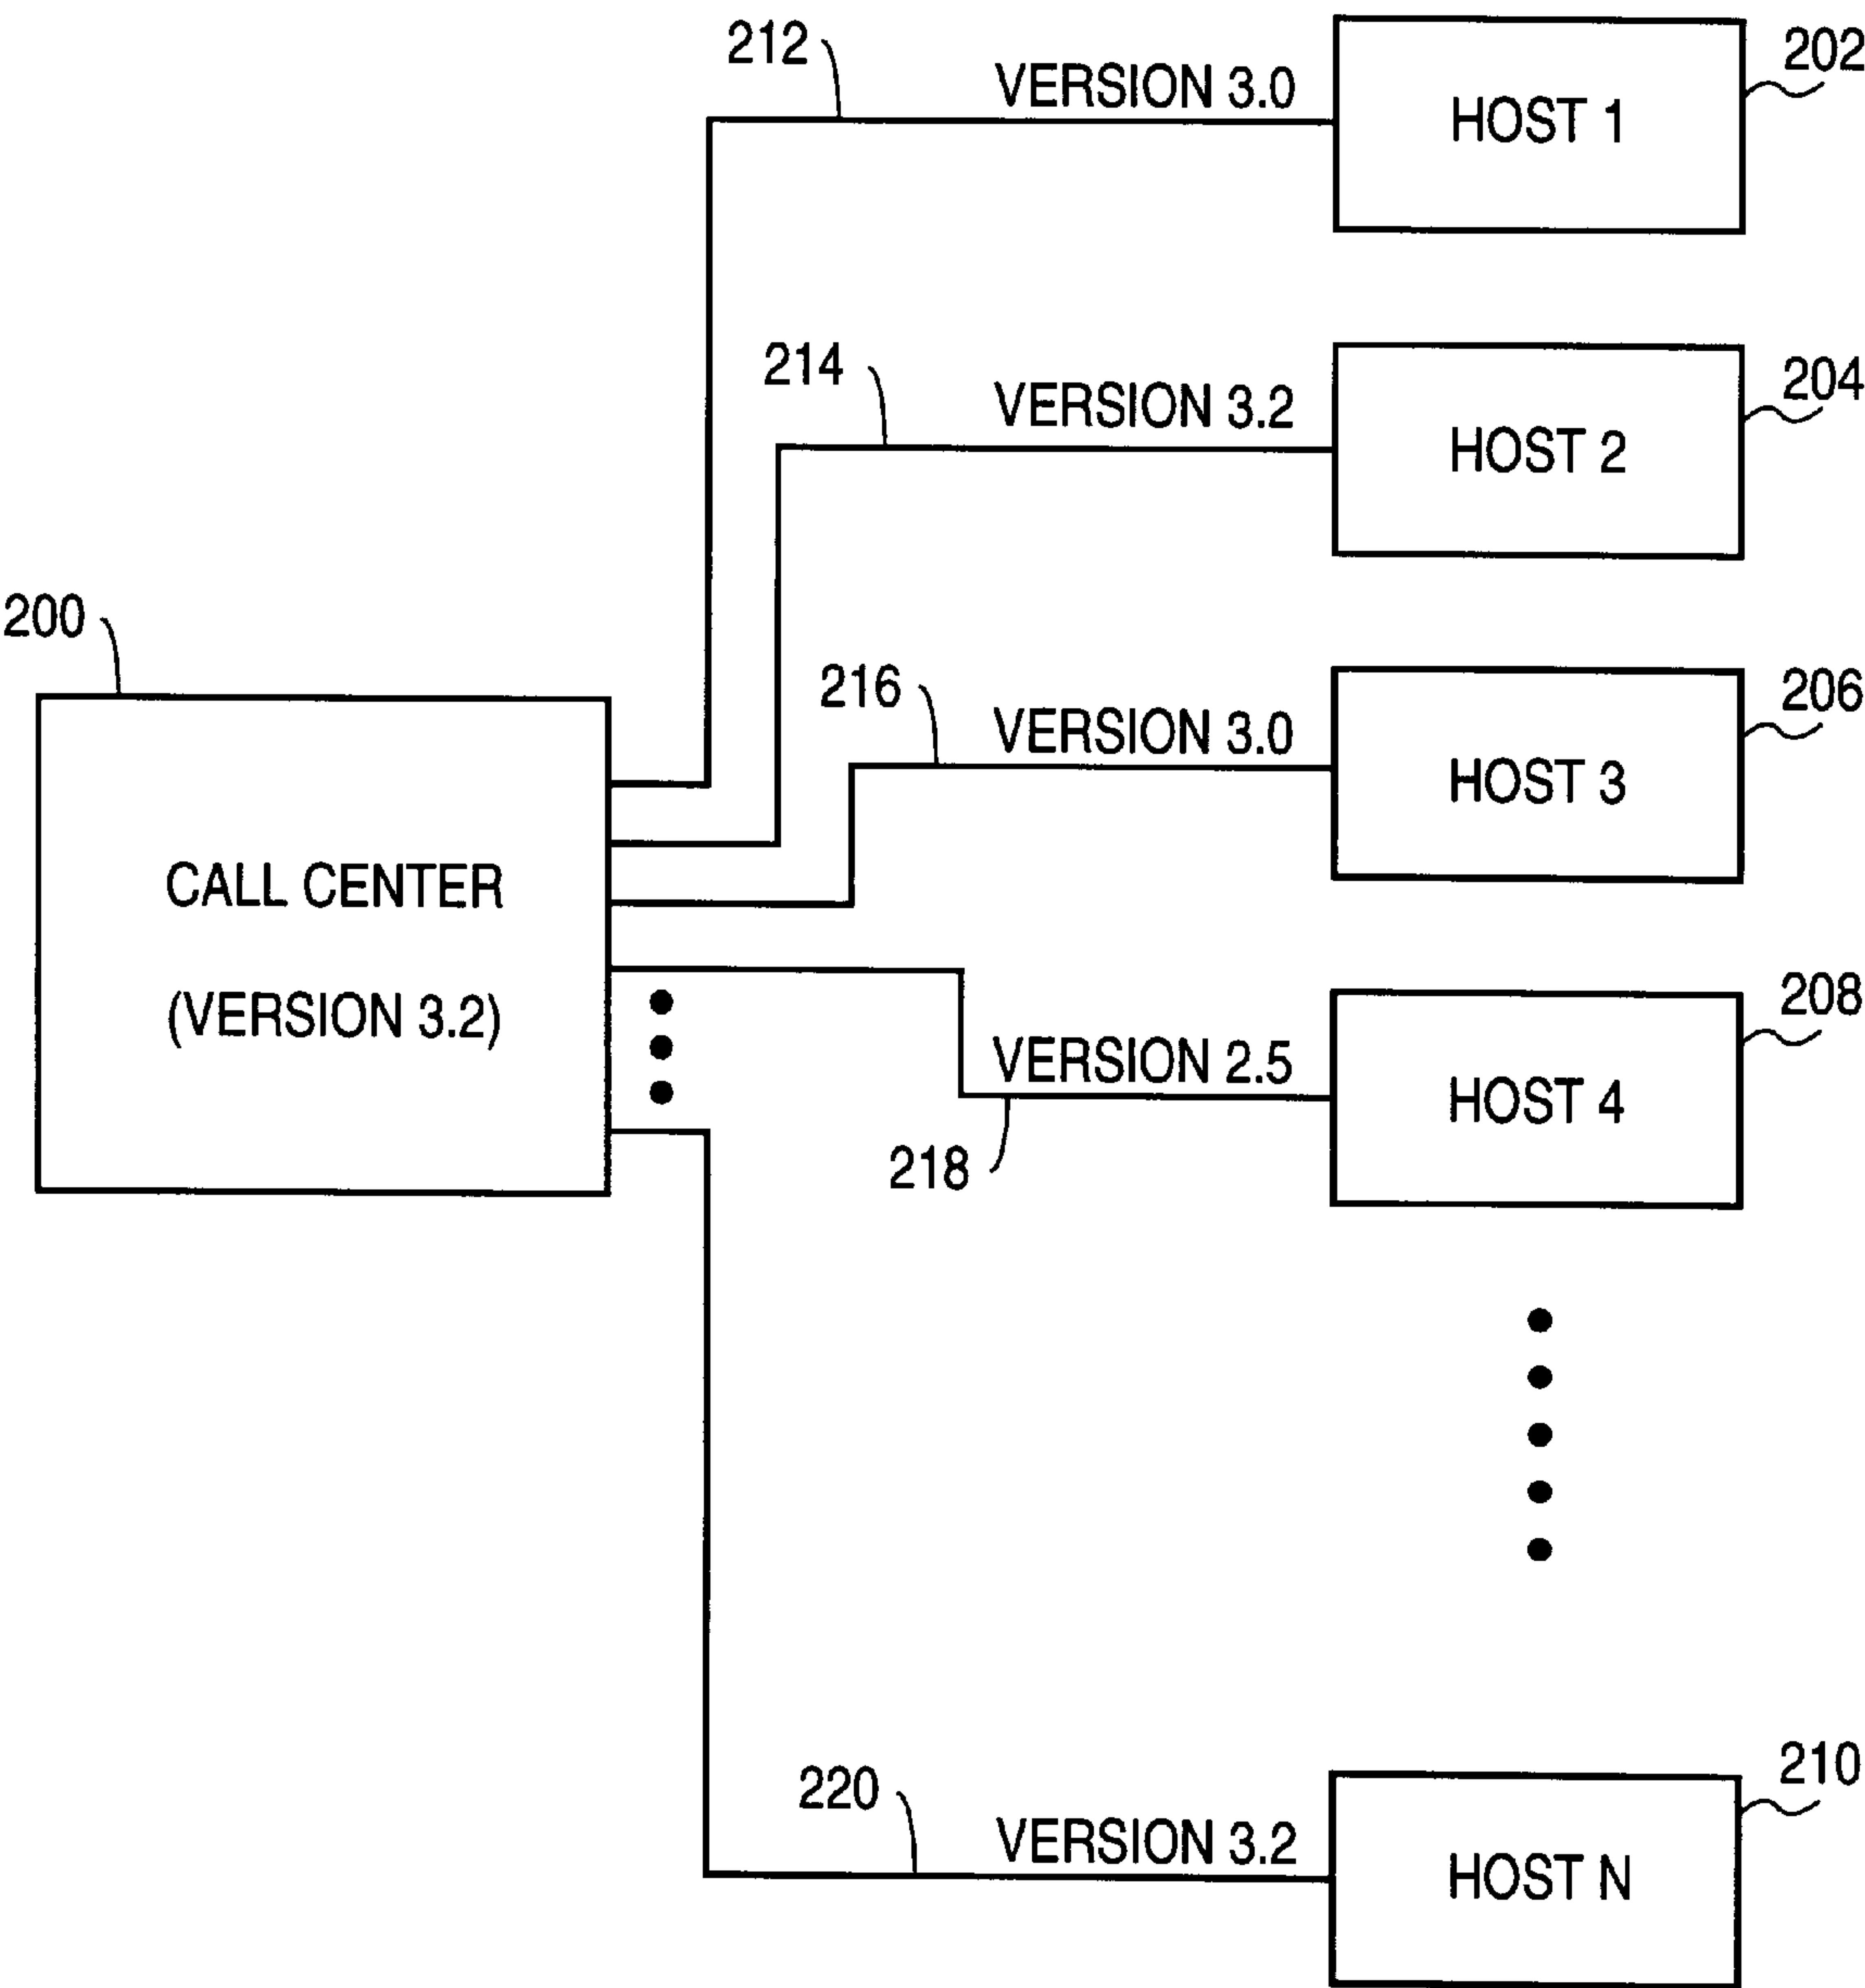 212
VERSION 3.0
HOST 1
202
214
VERSION 3.2
HOST 2
204
200
CALL CENTER
(VERSION 3.2)
216
VERSION 3.0
HOST 3
206
VERSION 2.5
218
HOST 4
208
220
VERSION 3.2
HOST N
210